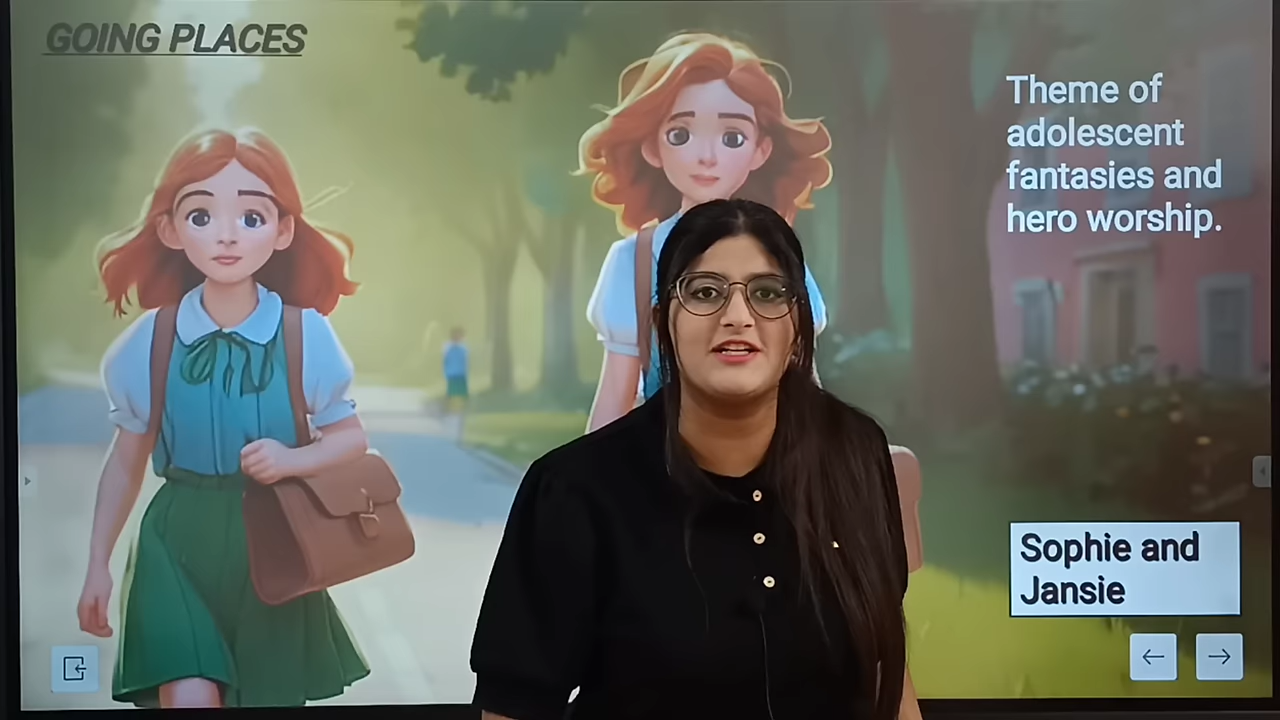 GOING PLACES
Theme of
adolescent
fantasies and
hero worship.
Sophie and
Jansie